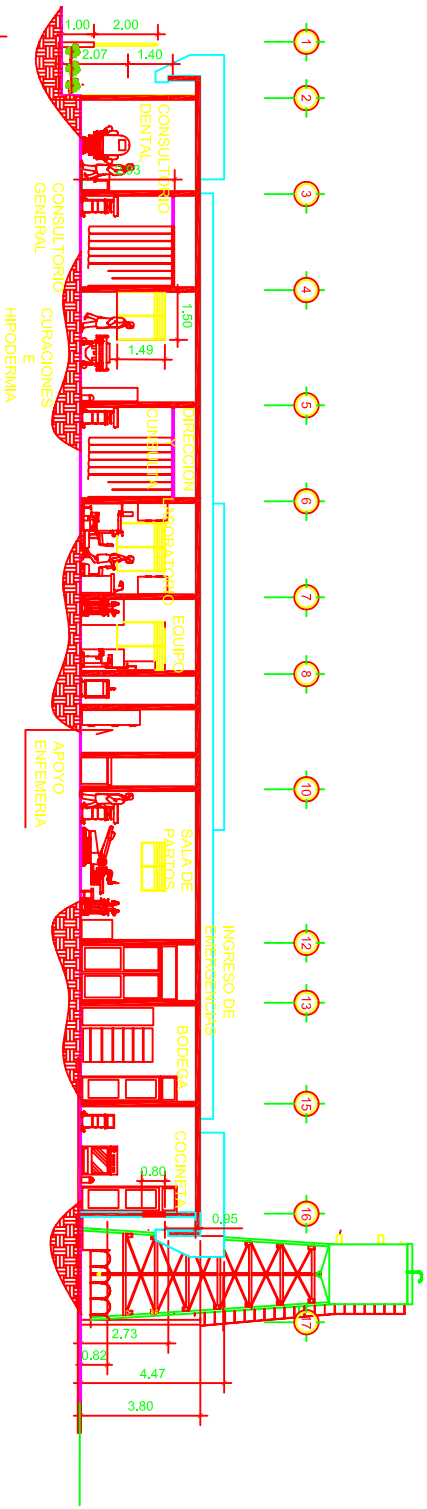 1
2
3
4
5
6
7
8
10
12
13
15
16
17
1.00
2.00
2.07
1.40
CONSULTORIO
DENTAL
CONSULTORIO
GENERAL
1.50
1.49
CURACIONES
E
HIPODERMIA
DIRECCION
CUNSULTA
LABORATORIO
EQUIPO
APOYO
ENFEMERIA
SALA DE
PARTOS
INGRESO DE
EMERGENCIAS
BODEGA
COCINETA
0.80
0.95
2.73
0.82
4.47
3.80